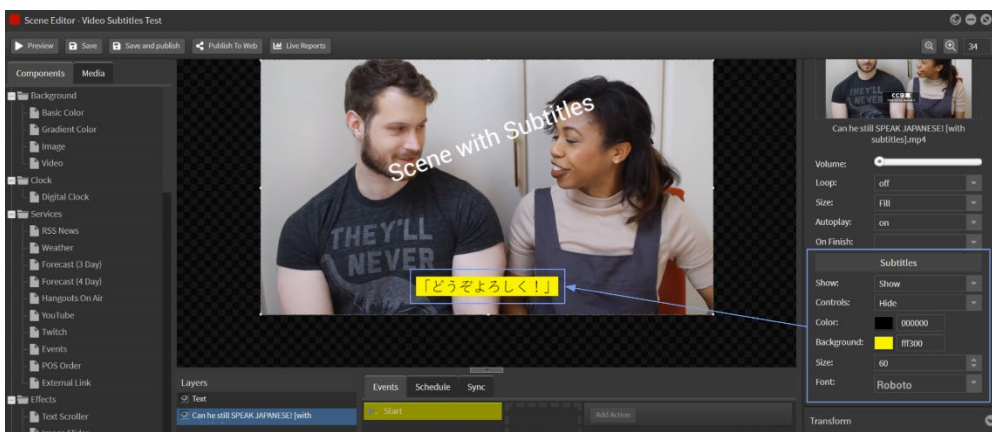 Scene Editor - Video Subtitles Test
Preview
Save
Save and publish
Publish To Web
Live Reports
34
Components
Media
Background
Basic Color
Gradient Color
Image
Video
Clock
Digital Clock
Services
RSS News
Weather
Forecast (3 Day)
Forecast (4 Day)
Hangouts On Air
YouTube
Twitch
Events
POS Order
External Link
Effects
Text Scroller
Scene with Subtitles
THEY'LL
NEVER
「どうぞよろしく！」
Layers
Text
Can he still SPEAK JAPANESE! [with
Events
Schedule
Sync
Start
Add Action
Can he still SPEAK JAPANESE! [with
subtitles].mp4
Volume:
Loop:
off
Size:
Fill
Autoplay:
on
On Finish:
Subtitles
Show:
Show
Controls:
Hide
Color:
000000
Background:
fff300
Size:
60
Font:
Roboto
Transform